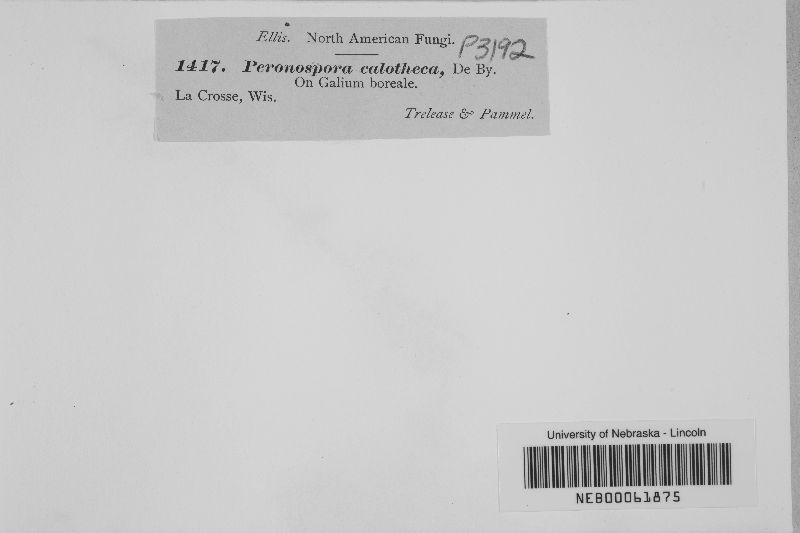 Ellis. North American Fungi. P3192
1417. Peronospora calotheca, De By.
On Galium boreale.
La Crosse, Wis.
Trelease & Pammel.
University of Nebraska - Lincoln
NEB00061875